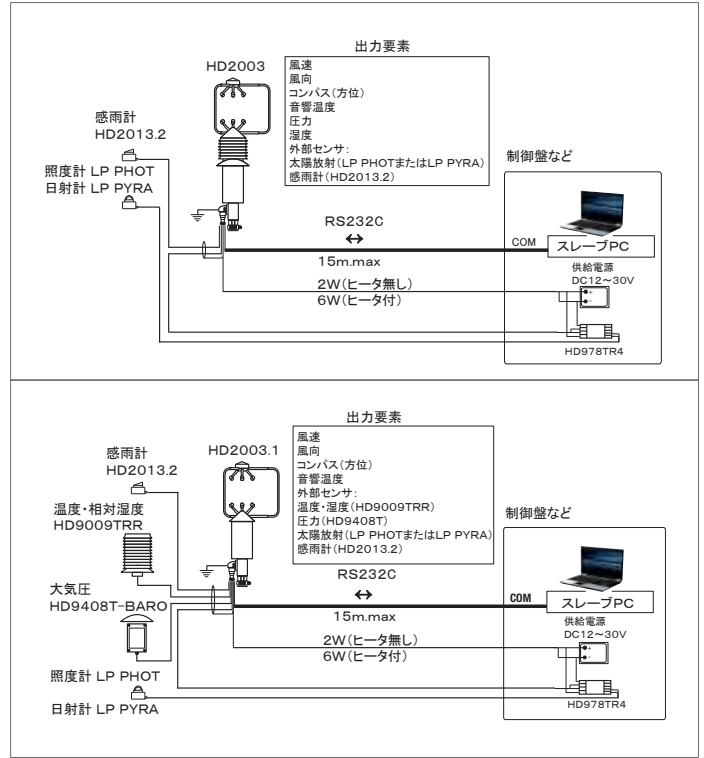 出力要素
HD2003
風速
風向
コンパス(方位)
音響温度
圧力
湿度
外部センサ:
太陽放射(LP PHOTまたはLP PYRA)
感雨計(HD2013.2)
感雨計
HD2013.2
照度計 LP PHOT
日射計 LP PYRA
制御盤など
RS232C
↔
15m.max
COM
スレーブPC
2W(ヒータ無し)
6W(ヒータ付)
供給電源
DC12～30V
+
-
HD978TR4
出力要素
HD2003.1
風速
風向
コンパス(方位)
音響温度
外部センサ:
温度・湿度(HD9009TRR)
圧力(HD9408T)
太陽放射(LP PHOTまたはLP PYRA)
感雨計(HD2013.2)
感雨計
HD2013.2
温度・相対湿度
HD9009TRR
大気圧
HD9408T-BARO
照度計 LP PHOT
日射計 LP PYRA
制御盤など
RS232C
↔
15m.max
COM
スレーブPC
2W(ヒータ無し)
6W(ヒータ付)
供給電源
DC12～30V
+
-
HD978TR4